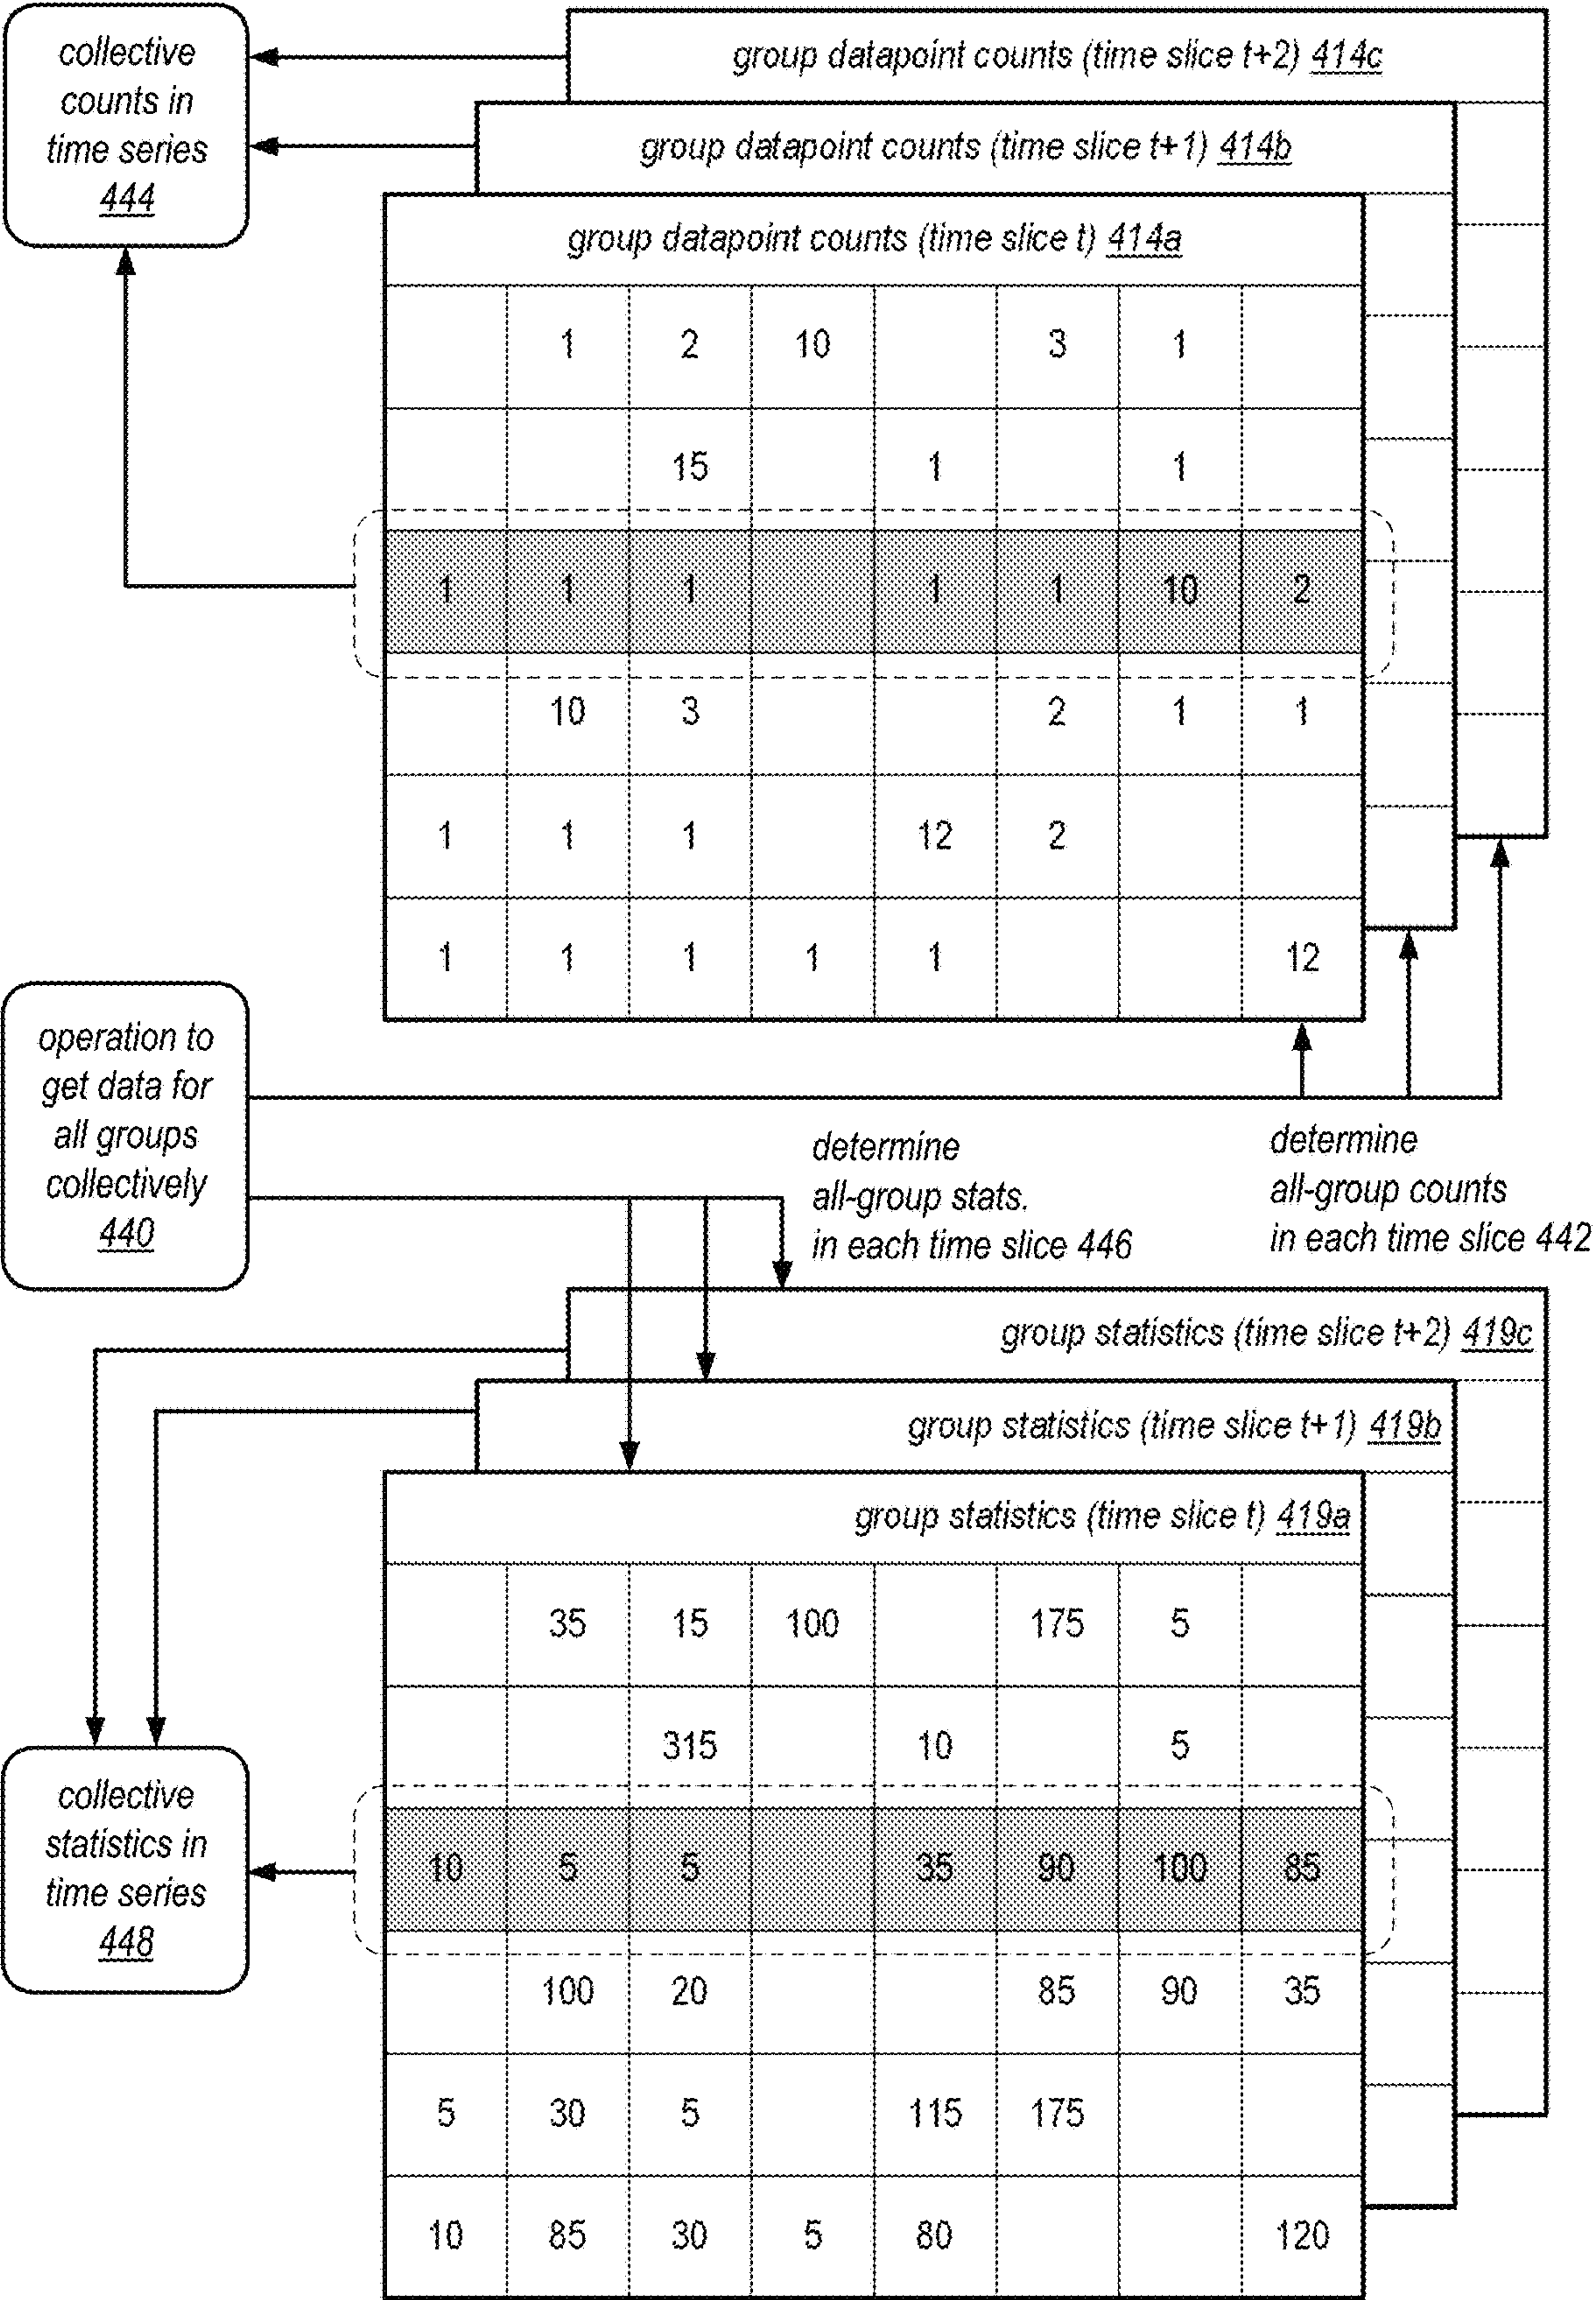 collective
counts in
time series
444
group datapoint counts (time slice t+2) 414c
group datapoint counts (time slice t+1) 414b
group datapoint counts (time slice t) 414a
1 2 10 3 1
15 1 1
1 1 1 1 1 10 2
10 3 2 1 1
1 1 1 12 2
1 1 1 1 1 12
operation to
get data for
all groups
collectively
440
determine
all-group stats.
in each time slice 446
determine
all-group counts
in each time slice 442
group statistics (time slice t+2) 419c
group statistics (time slice t+1) 419b
group statistics (time slice t) 419a
35 15 100 175 5
315 10 5
10 5 5 35 90 100 85
100 20 85 90 35
5 30 5 115 175
10 85 30 5 80 120
collective
statistics in
time series
448